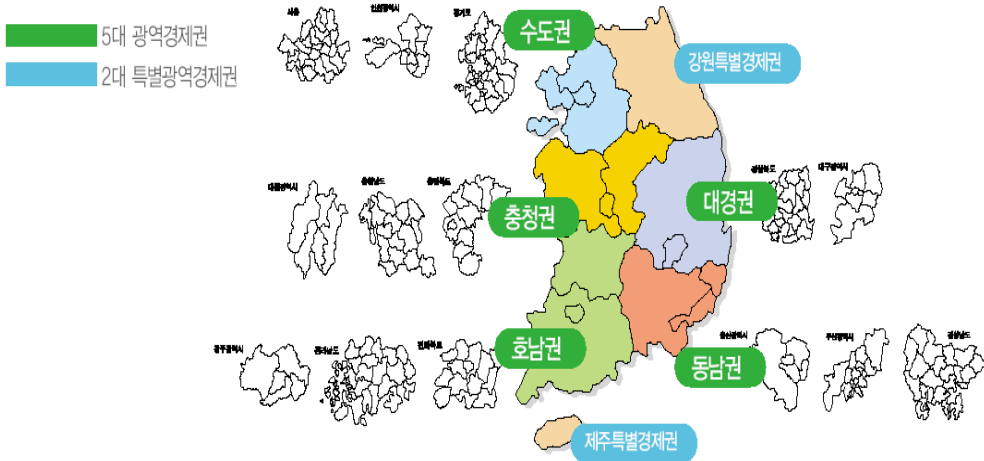 5대 광역경제권
2대 특별광역경제권
서울
인천광역시
경기도
수도권
강원특별경제권
대전광역시
충청남도
충청북도
충청권
대경권
경상북도
대구광역시
광주광역시
전라남도
전라북도
호남권
동남권
울산광역시
부산광역시
경상남도
제주특별경제권